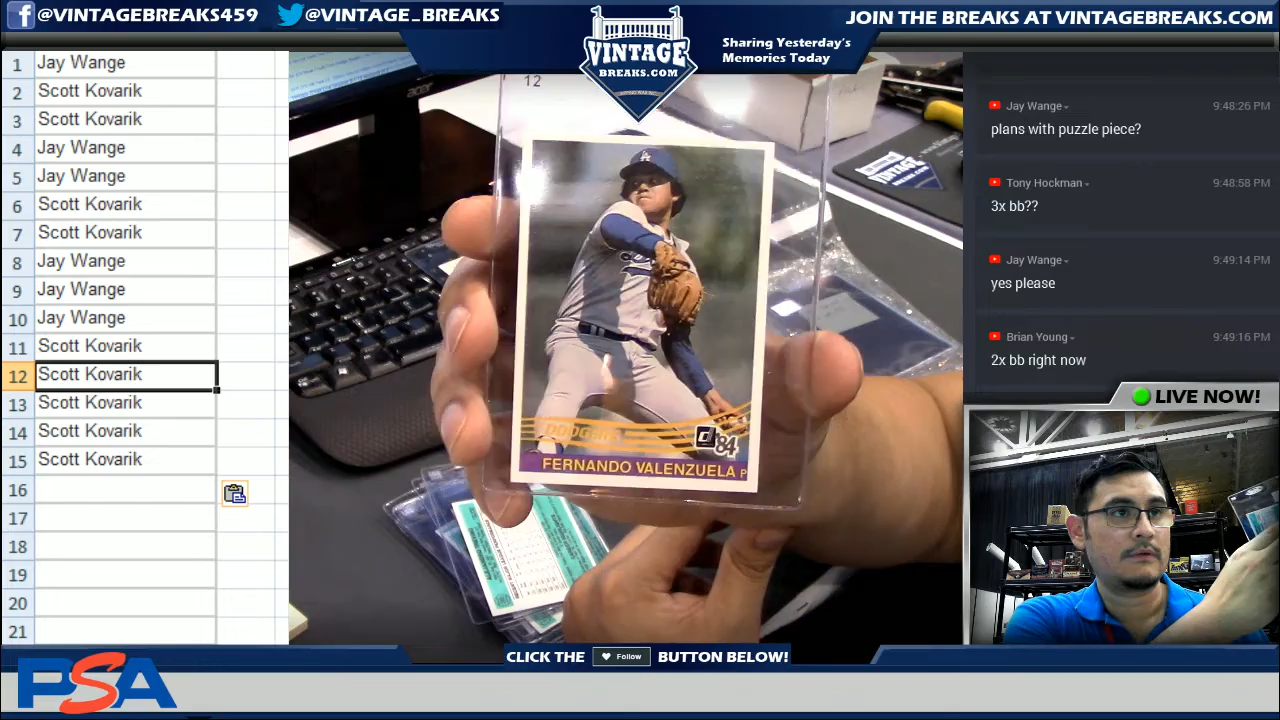 @VINTAGEBREAKS459
@VINTAGE_BREAKS
VINTAGE
BREAKS.COM
Sharing Yesterday's
Memories Today
JOIN THE BREAKS AT VINTAGEBREAKS.COM
1 Jay Wange
2 Scott Kovarik
3 Scott Kovarik
4 Jay Wange
5 Jay Wange
6 Scott Kovarik
7 Scott Kovarik
8 Jay Wange
9 Jay Wange
10 Jay Wange
11 Scott Kovarik
12 Scott Kovarik
13 Scott Kovarik
14 Scott Kovarik
15 Scott Kovarik
16
17
18
19
20
21
acer
12
LA
DODGERS
'84
FERNANDO VALENZUELA P
VINTAGE
BREAKS.COM
Jay Wange 9:48:26 PM
plans with puzzle piece?
Tony Hockman 9:48:58 PM
3x bb??
Jay Wange 9:49:14 PM
yes please
Brian Young 9:49:16 PM
2x bb right now
LIVE NOW!
CLICK THE Follow BUTTON BELOW!
PSA